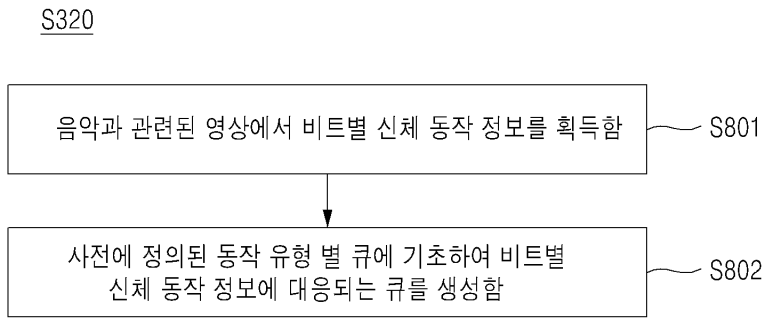 S320
음악과 관련된 영상에서 비트별 신체 동작 정보를 획득함
S801
사전에 정의된 동작 유형 별 큐에 기초하여 비트별
신체 동작 정보에 대응되는 큐를 생성함
S802